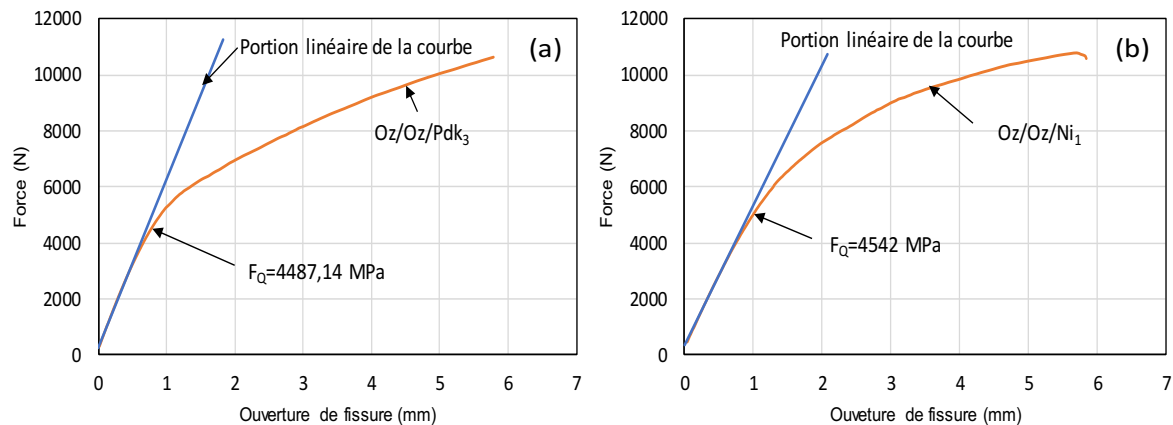 12000
10000
8000
6000
4000
2000
0
0 1 2 3 4 5 6 7
Force (N)
Ouverture de fissure (mm)
Portion linéaire de la courbe
(a)
Oz/Oz/Pdk₃
F_Q=4487,14 MPa
12000
10000
8000
6000
4000
2000
0
0 1 2 3 4 5 6 7
Force (N)
Ouveture de fissure (mm)
Portion linéaire de la courbe
(b)
Oz/Oz/Ni₁
F_Q=4542 MPa